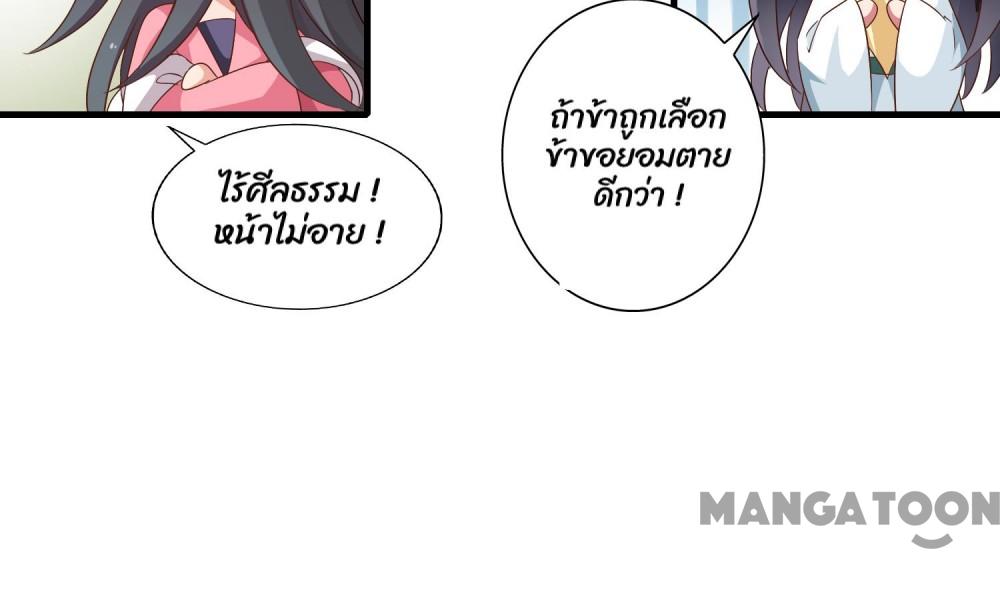 ไร้ศีลธรรม !
หน้าไม่อาย !
ถ้าข้าถูกเลือก
ข้าขอยอมตาย
ดีกว่า !
MANGATOON